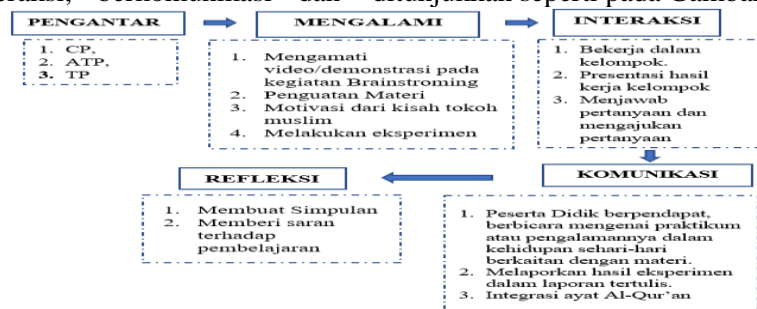 ditunjukkan seperti pada Gambar
PENGANTAR
1. CP,
2. ATP,
3. TP
MENGALAMI
1. Mengamati
video/demonstrasi pada
kegiatan Brainstroming
2. Penguatan Materi
3. Motivasi dari kisah tokoh
muslim
4. Melakukan eksperimen
INTERAKSI
1. Bekerja dalam
kelompok.
2. Presentasi hasil
kerja kelompok
3. Menjawab
pertanyaan dan
mengajukan
pertanyaan
KOMUNIKASI
1. Peserta Didik berpendapat,
berbicara mengenai praktikum
atau pengalamannya dalam
kehidupan sehari-hari
berkaitan dengan materi.
2. Melaporkan hasil eksperimen
dalam laporan tertulis.
3. Integrasi ayat Al-Qur'an
REFLEKSI
1. Membuat Simpulan
2. Memberi saran
terhadap
pembelajaran